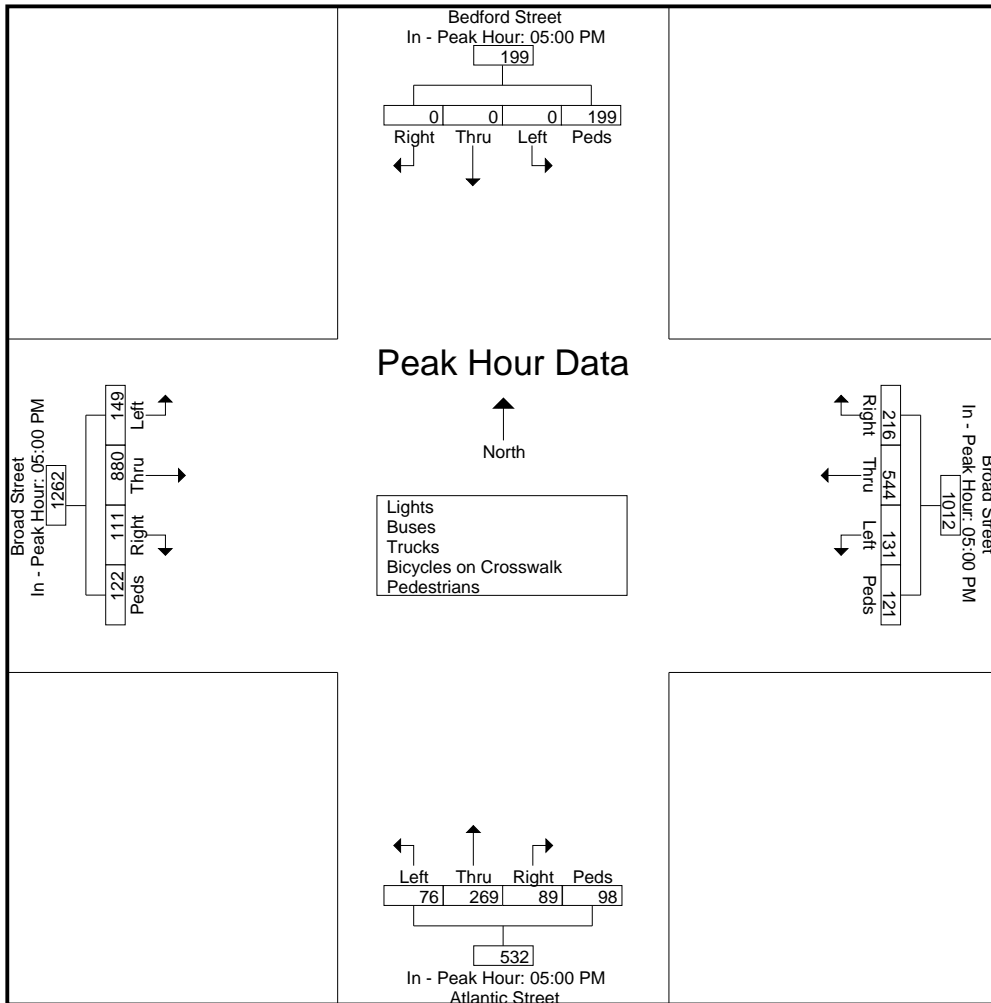 Bedford Street
In - Peak Hour: 05:00 PM
199
0 0 0 199
Right Thru Left Peds
Peak Hour Data
North
Lights
Buses
Trucks
Bicycles on Crosswalk
Pedestrians
Broad Street
In - Peak Hour: 05:00 PM
1262
149 880 111 122
Left Thru Right Peds
Broad Street
In - Peak Hour: 05:00 PM
1012
216 544 131 121
Right Thru Left Peds
Left Thru Right Peds
76 269 89 98
532
In - Peak Hour: 05:00 PM
Atlantic Street